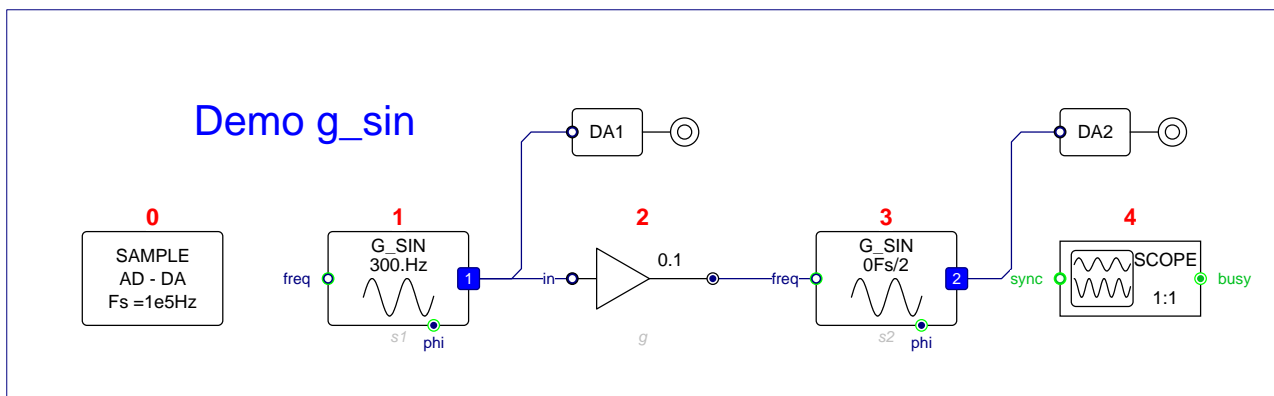 Demo g_sin
DA1
DA2
0
1
2
3
4
SAMPLE
AD - DA
Fs =1e5Hz
freq
G_SIN
300.Hz
1
s1
phi
in
0.1
g
freq
G_SIN
0Fs/2
2
s2
phi
sync
SCOPE
1:1
busy